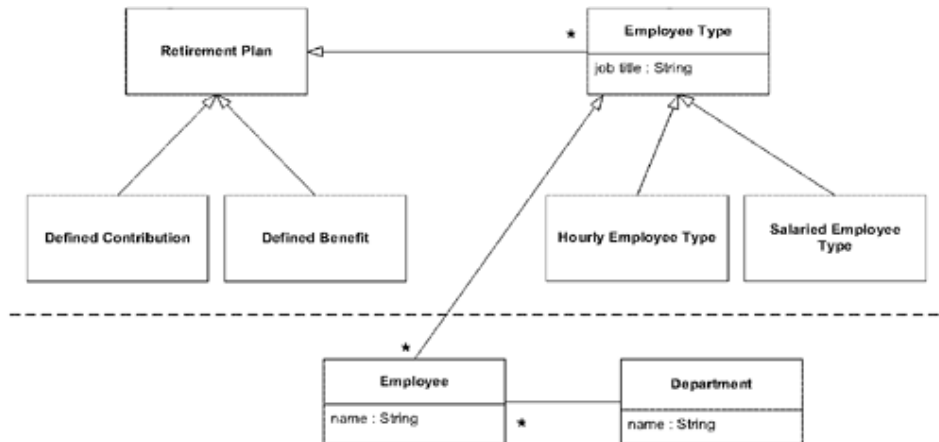 Retirement Plan
*
Employee Type
job title : String
Defined Contribution
Defined Benefit
Hourly Employee Type
Salaried Employee
Type
*
Employee
name : String
*
Department
name : String